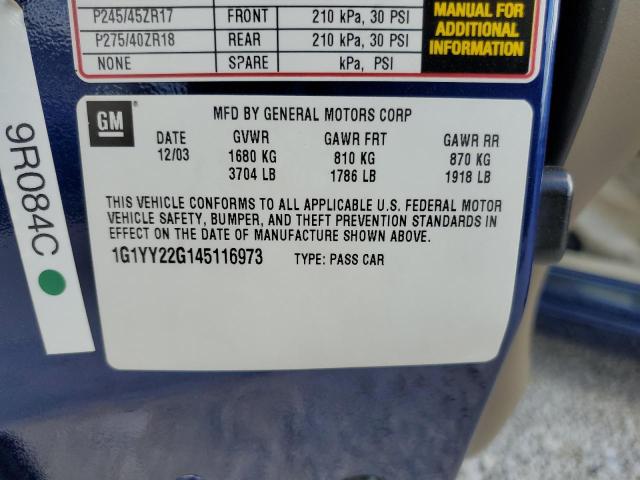 P245/45ZR17 FRONT 210 kPa, 30 PSI
P275/40ZR18 REAR 210 kPa, 30 PSI
NONE SPARE kPa, PSI
MANUAL FOR
ADDITIONAL
INFORMATION
9R084C
GM
MFD BY GENERAL MOTORS CORP
DATE GVWR GAWR FRT GAWR RR
12/03 1680 KG 810 KG 870 KG
3704 LB 1786 LB 1918 LB
THIS VEHICLE CONFORMS TO ALL APPLICABLE U.S. FEDERAL MOTOR
VEHICLE SAFETY, BUMPER, AND THEFT PREVENTION STANDARDS IN
EFFECT ON THE DATE OF MANUFACTURE SHOWN ABOVE.
1G1YY22G145116973 TYPE: PASS CAR